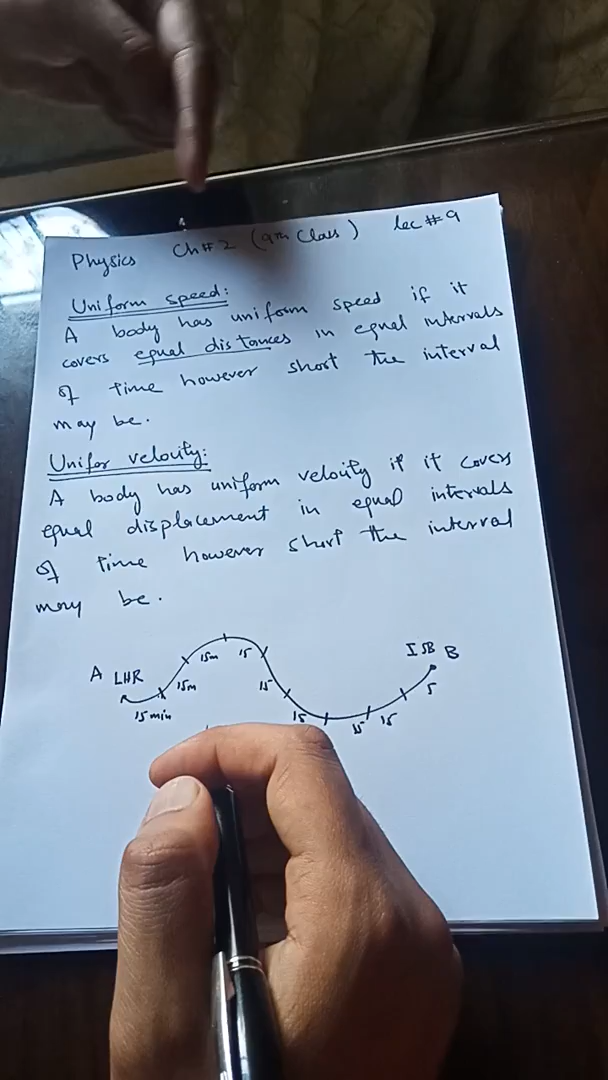 Physics Ch#2 (9th Class) lec#9
Uniform speed:
A body has uniform speed if it
covers equal distances in equal intervals
of time however short the interval
may be.
Unifor velocity:
A body has uniform velocity if it covers
equal displacement in equal intervals
of time however short the interval
may be.
A LHR
ISB B
15 min
15m
15m
15
15
15
15
15
5